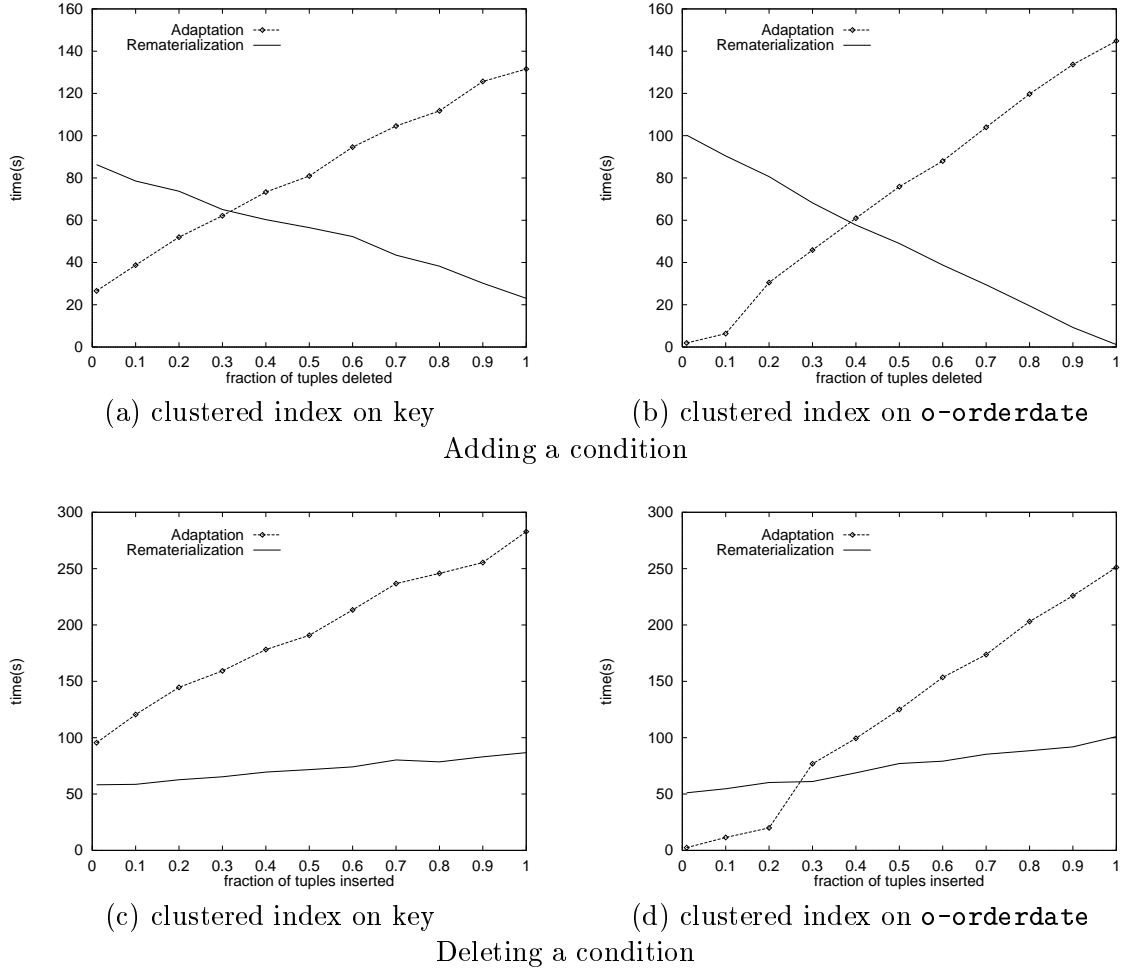 160
140
120
100
80
60
40
20
0
time(s)
Adaptation
Rematerialization
0 0.1 0.2 0.3 0.4 0.5 0.6 0.7 0.8 0.9 1
fraction of tuples deleted
(a) clustered index on key
160
140
120
100
80
60
40
20
0
time(s)
Adaptation
Rematerialization
0 0.1 0.2 0.3 0.4 0.5 0.6 0.7 0.8 0.9 1
fraction of tuples deleted
(b) clustered index on o-orderdate
Adding a condition
300
250
200
150
100
50
0
time(s)
Adaptation
Rematerialization
0 0.1 0.2 0.3 0.4 0.5 0.6 0.7 0.8 0.9 1
fraction of tuples inserted
(c) clustered index on key
300
250
200
150
100
50
0
time(s)
Adaptation
Rematerialization
0 0.1 0.2 0.3 0.4 0.5 0.6 0.7 0.8 0.9 1
fraction of tuples inserted
(d) clustered index on o-orderdate
Deleting a condition